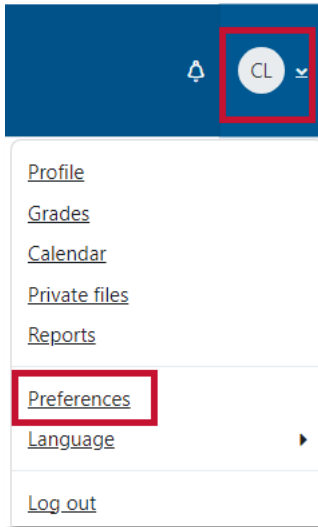 CL
Profile
Grades
Calendar
Private files
Reports
Preferences
Language
Log out